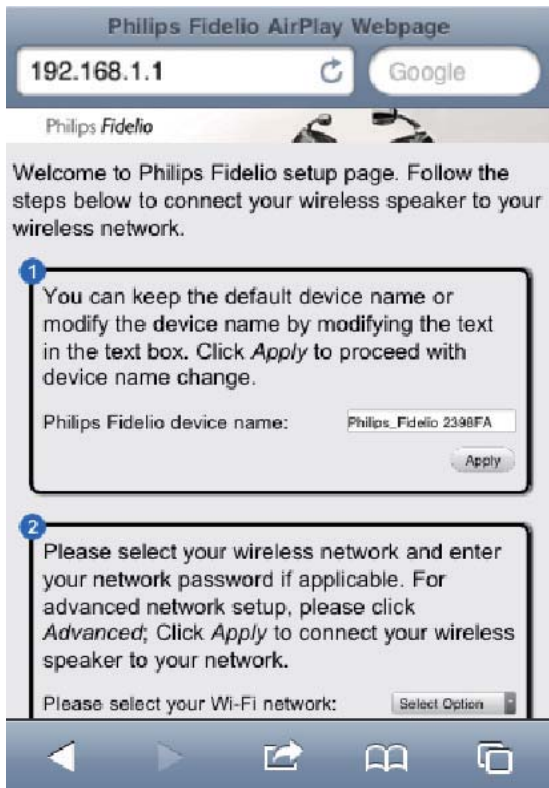 Philips Fidelio AirPlay Webpage
192.168.1.1
Google
Philips Fidelio
Welcome to Philips Fidelio setup page. Follow the
steps below to connect your wireless speaker to your
wireless network.
1
You can keep the default device name or
modify the device name by modifying the text
in the text box. Click Apply to proceed with
device name change.
Philips Fidelio device name:
Philips_Fidelio 2398FA
Apply
2
Please select your wireless network and enter
your network password if applicable. For
advanced network setup, please click
Advanced; Click Apply to connect your wireless
speaker to your network.
Please select your Wi-Fi network:
Select Option